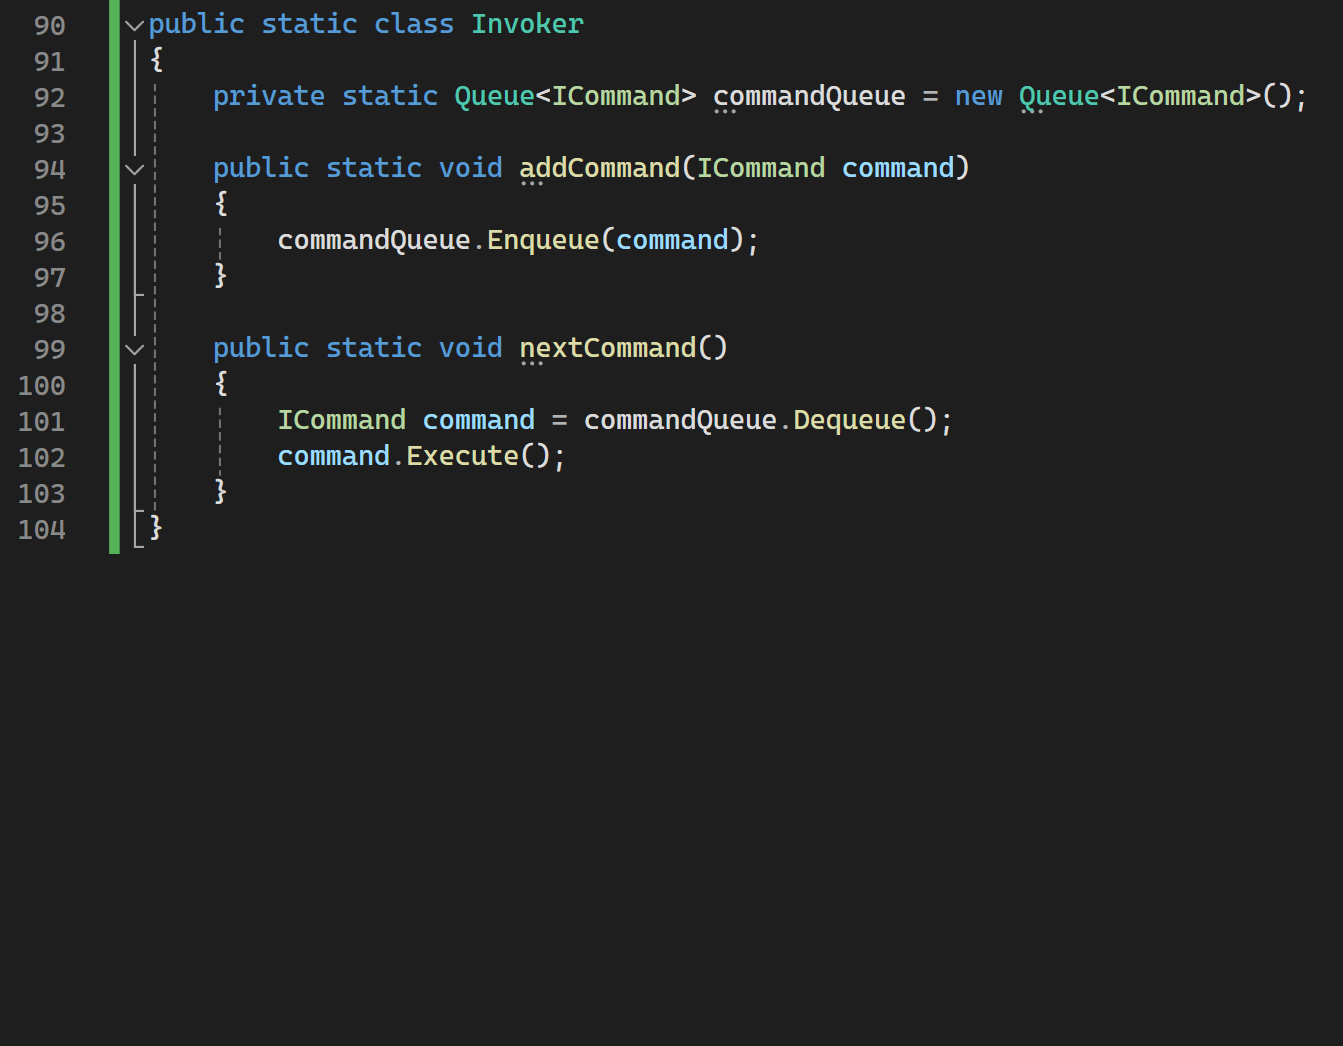 90 public static class Invoker
91 {
92     private static Queue<ICommand> commandQueue = new Queue<ICommand>();
93
94     public static void addCommand(ICommand command)
95     {
96         commandQueue.Enqueue(command);
97     }
98
99     public static void nextCommand()
100     {
101         ICommand command = commandQueue.Dequeue();
102         command.Execute();
103     }
104 }